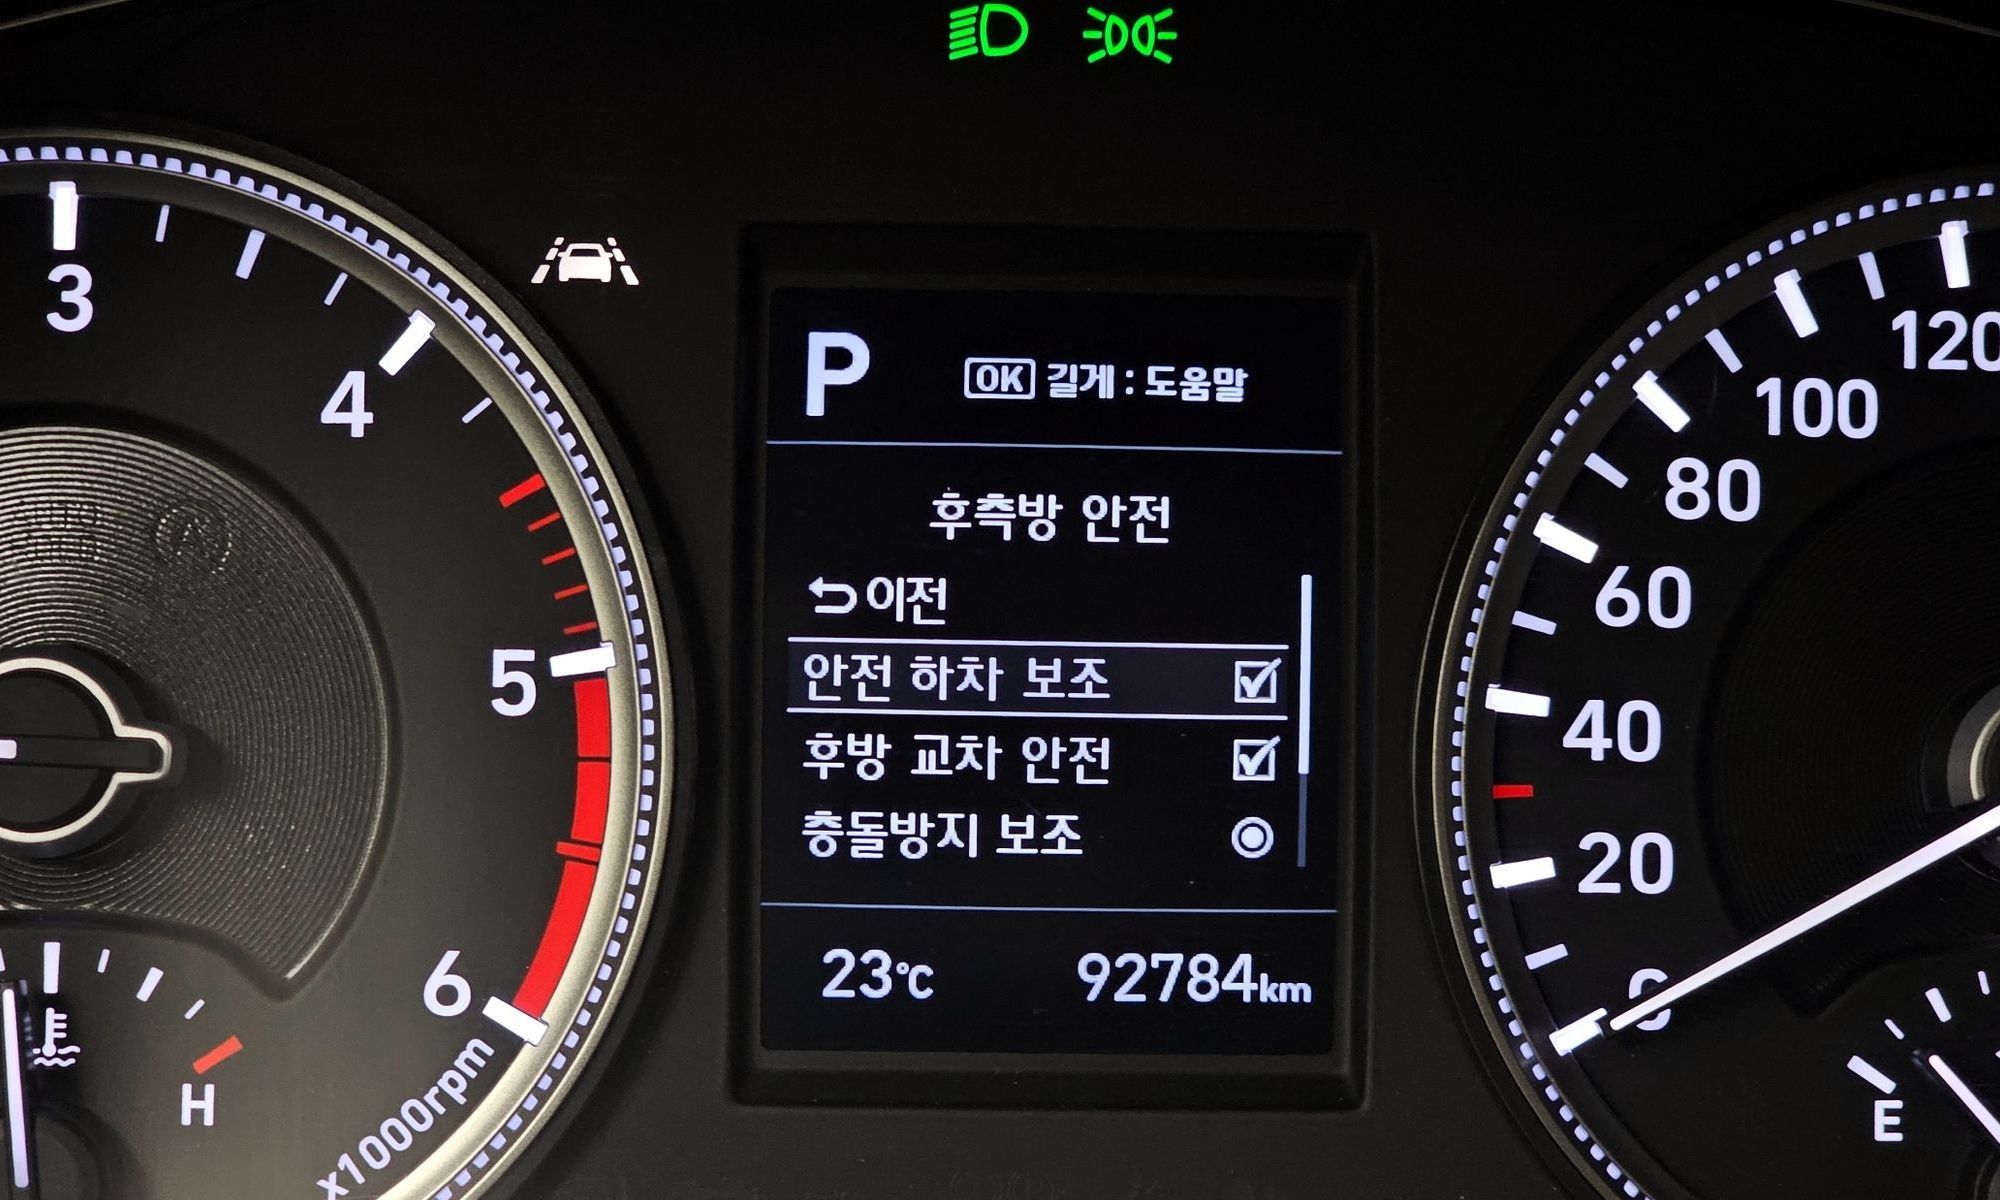 3
4
5
6
x1000rpm
H
P
OK 길게 : 도움말
후측방 안전
이전
안전 하차 보조
후방 교차 안전
충돌방지 보조
23°C 92784km
120
100
80
60
40
20
0
E